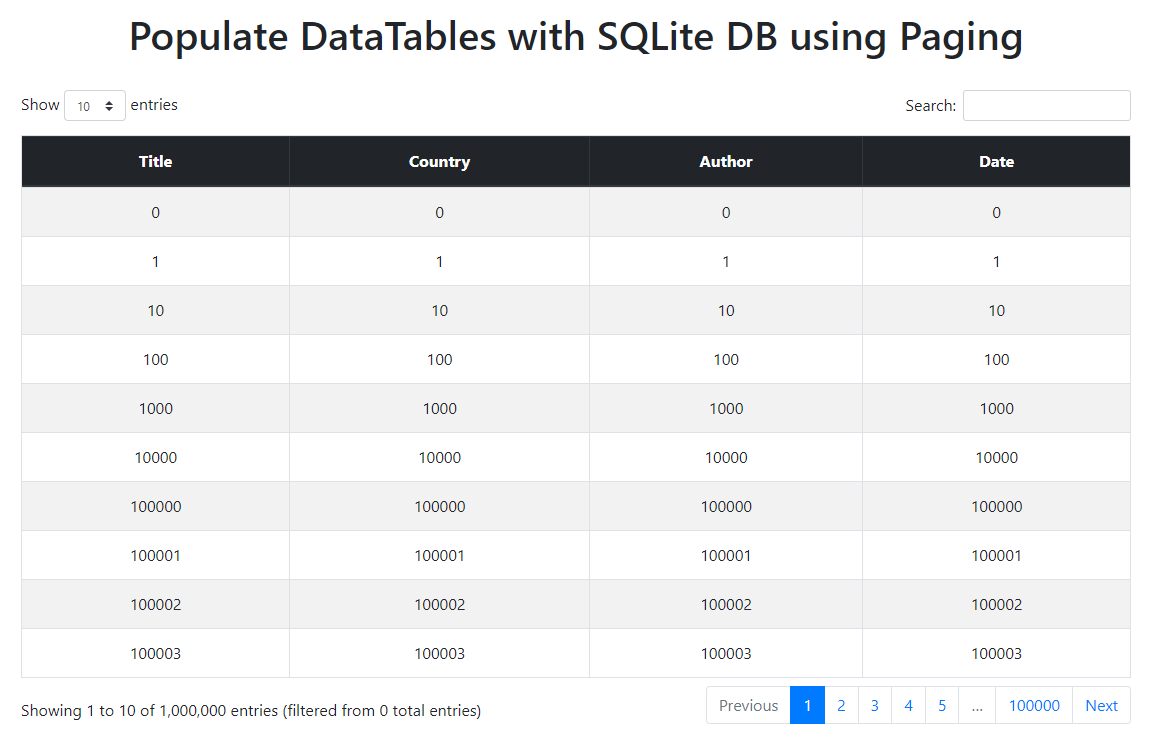 Populate DataTables with SQLite DB using Paging
Show 10 entries Search:
Title Country Author Date
0 0 0 0
1 1 1 1
10 10 10 10
100 100 100 100
1000 1000 1000 1000
10000 10000 10000 10000
100000 100000 100000 100000
100001 100001 100001 100001
100002 100002 100002 100002
100003 100003 100003 100003
Showing 1 to 10 of 1,000,000 entries (filtered from 0 total entries) Previous 1 2 3 4 5 ... 100000 Next